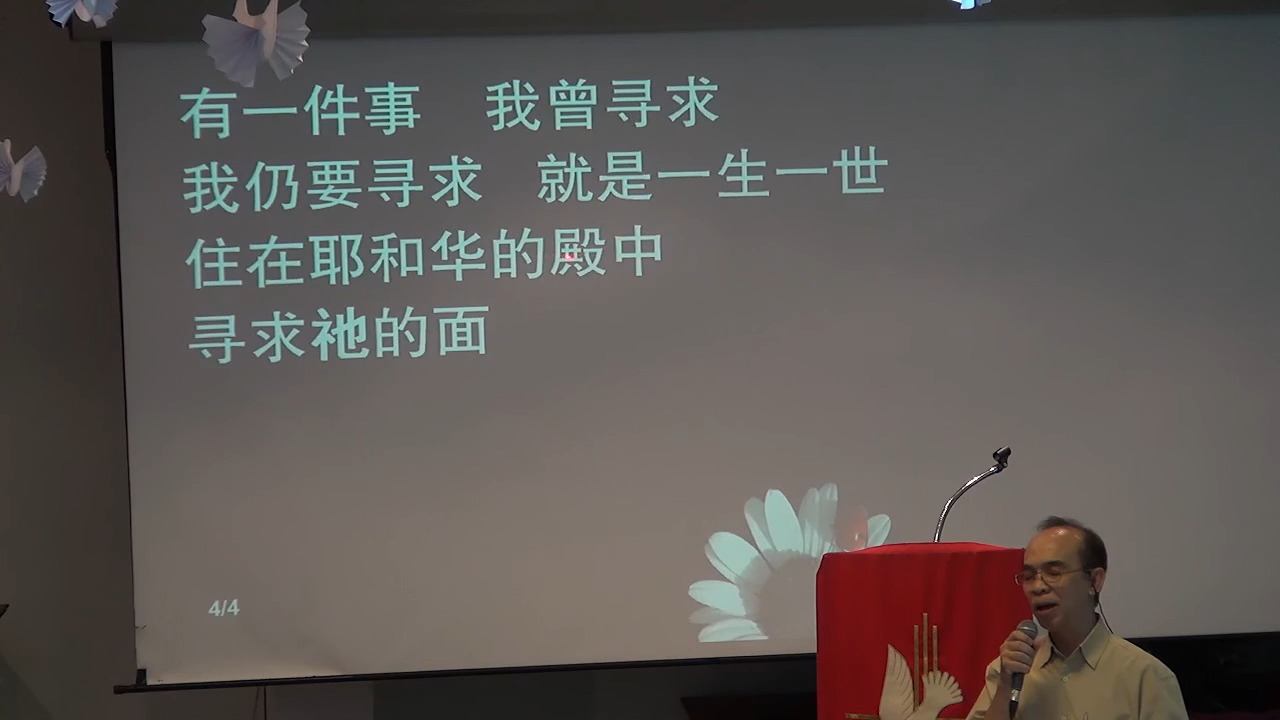 有一件事 我曾寻求
我仍要寻求 就是一生一世
住在耶和华的殿中
寻求祂的面
4/4